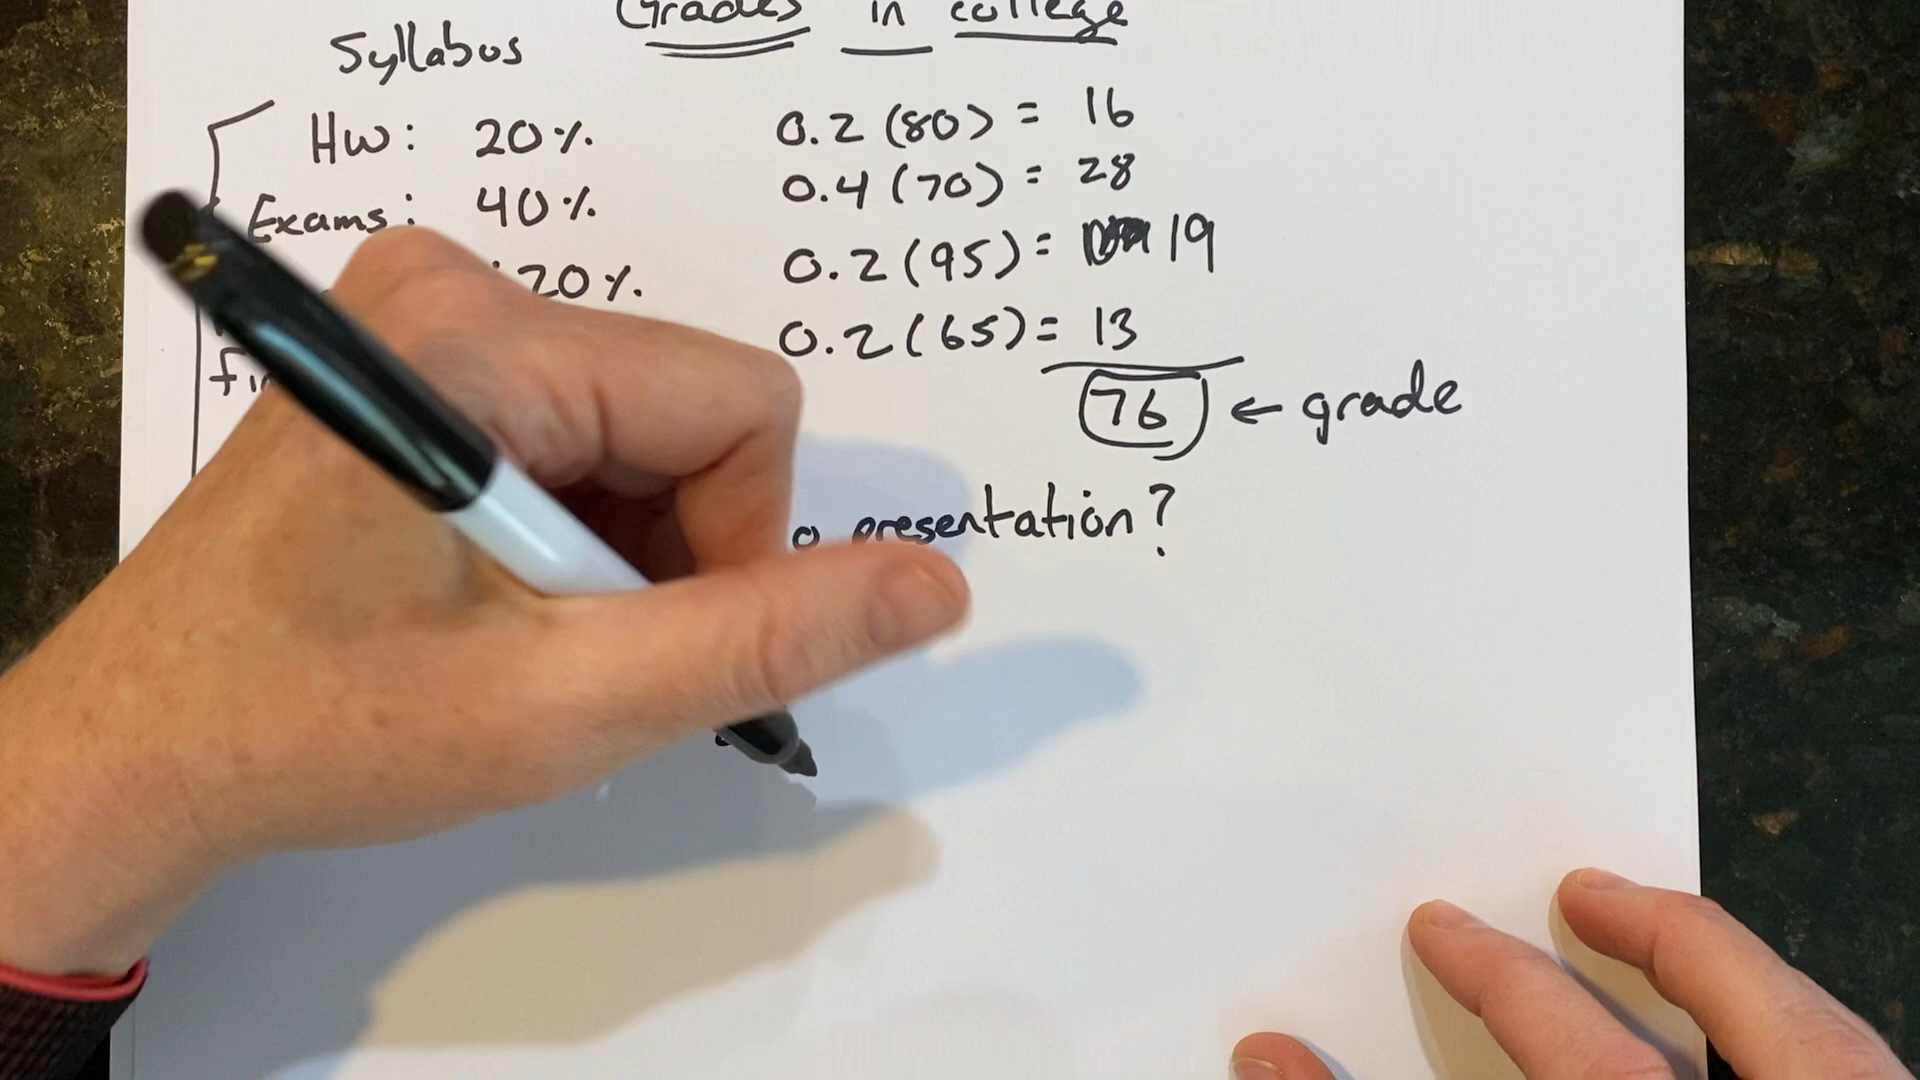 Grades in college
Syllabus
Hw: 20% 0.2 (80) = 16
Exams: 40% 0.4 (70) = 28
20% 0.2 (95) = 19
0.2 (65) = 13
76 ← grade
presentation?